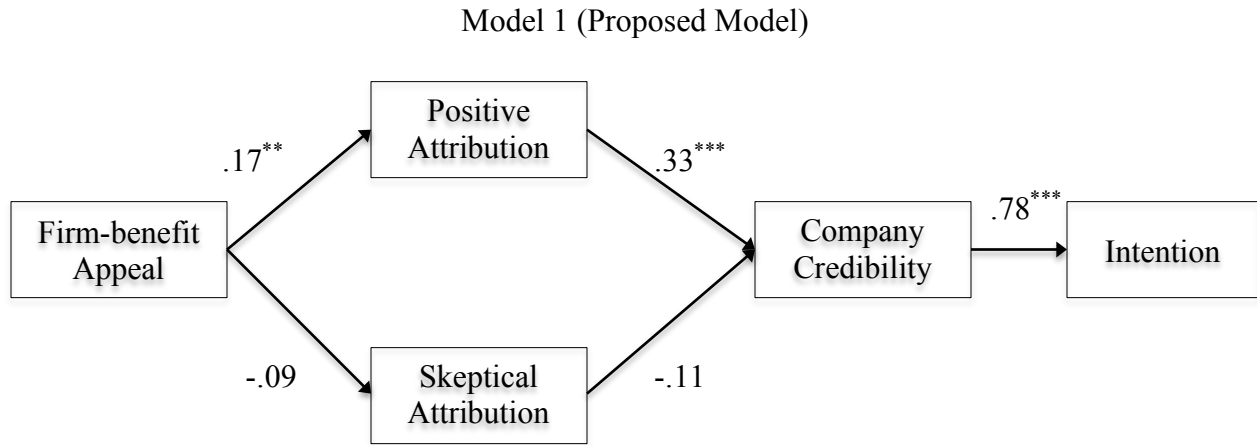 Model 1 (Proposed Model)
Positive
Attribution
.17**
.33***
Firm-benefit
Appeal
Company
Credibility
.78***
Intention
-.09
Skeptical
Attribution
-.11